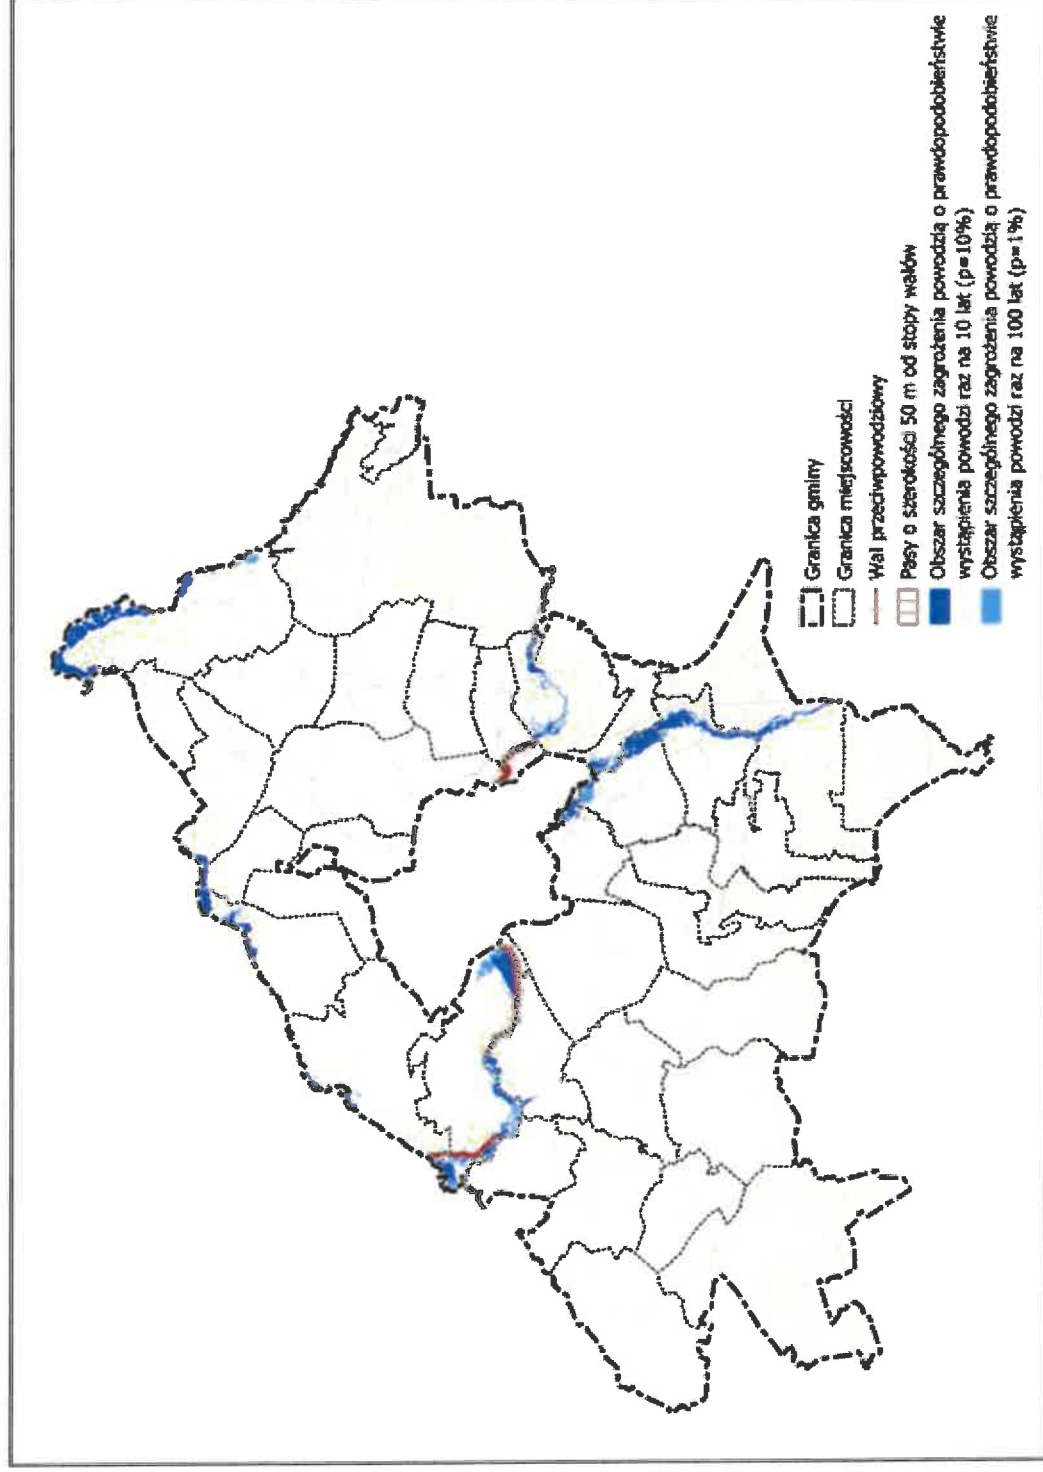 Granica gminy
Granica miejscowości
Wał przeciwpowodziowy
Pasy o szerokości 50 m od stopy wałów
Obszar szczególnego zagrożenia powodzią o prawdopodobieństwie
wystąpienia powodzi raz na 10 lat (p=10%)
Obszar szczególnego zagrożenia powodzią o prawdopodobieństwie
wystąpienia powodzi raz na 100 lat (p=1%)